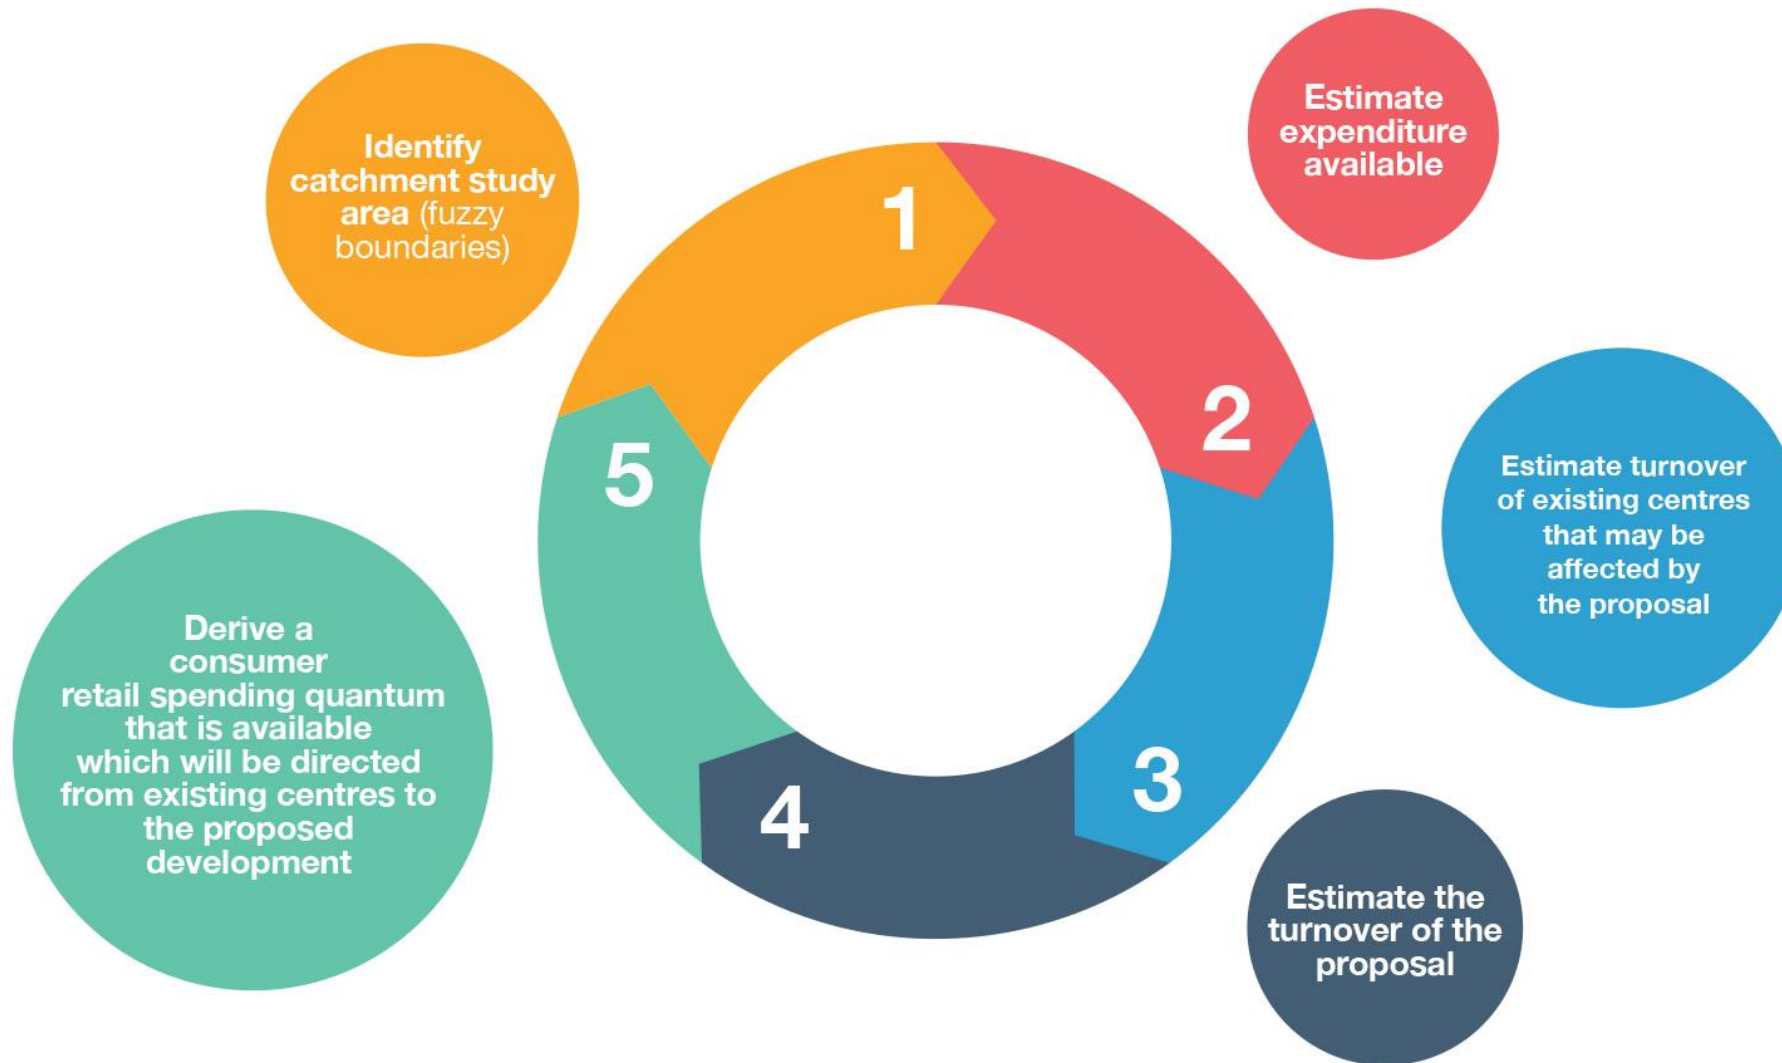 1
Identify
catchment study
area (fuzzy
boundaries)
2
Estimate
expenditure
available
3
Estimate turnover
of existing centres
that may be
affected by
the proposal
4
Estimate the
turnover of the
proposal
5
Derive a
consumer
retail spending quantum
that is available
which will be directed
from existing centres to
the proposed
development